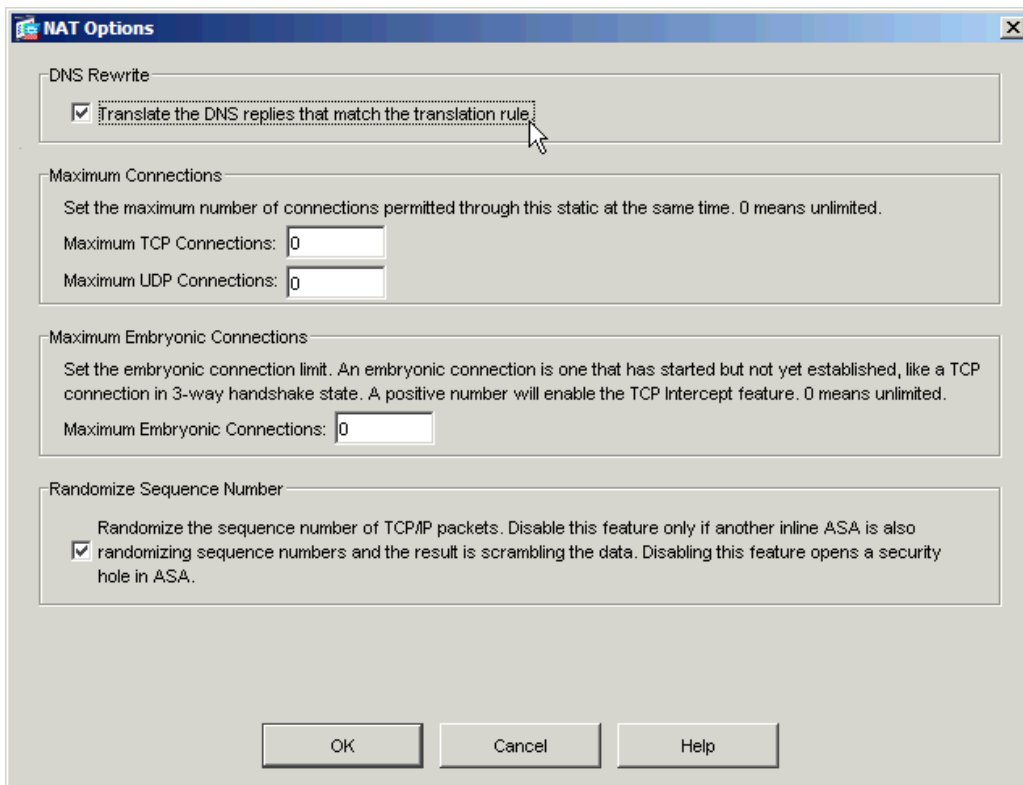 NAT Options
DNS Rewrite
Translate the DNS replies that match the translation rule.
Maximum Connections
Set the maximum number of connections permitted through this static at the same time. 0 means unlimited.
Maximum TCP Connections: 0
Maximum UDP Connections: 0
Maximum Embryonic Connections
Set the embryonic connection limit. An embryonic connection is one that has started but not yet established, like a TCP
connection in 3-way handshake state. A positive number will enable the TCP Intercept feature. 0 means unlimited.
Maximum Embryonic Connections: 0
Randomize Sequence Number
Randomize the sequence number of TCP/IP packets. Disable this feature only if another inline ASA is also
randomizing sequence numbers and the result is scrambling the data. Disabling this feature opens a security
hole in ASA.
OK
Cancel
Help